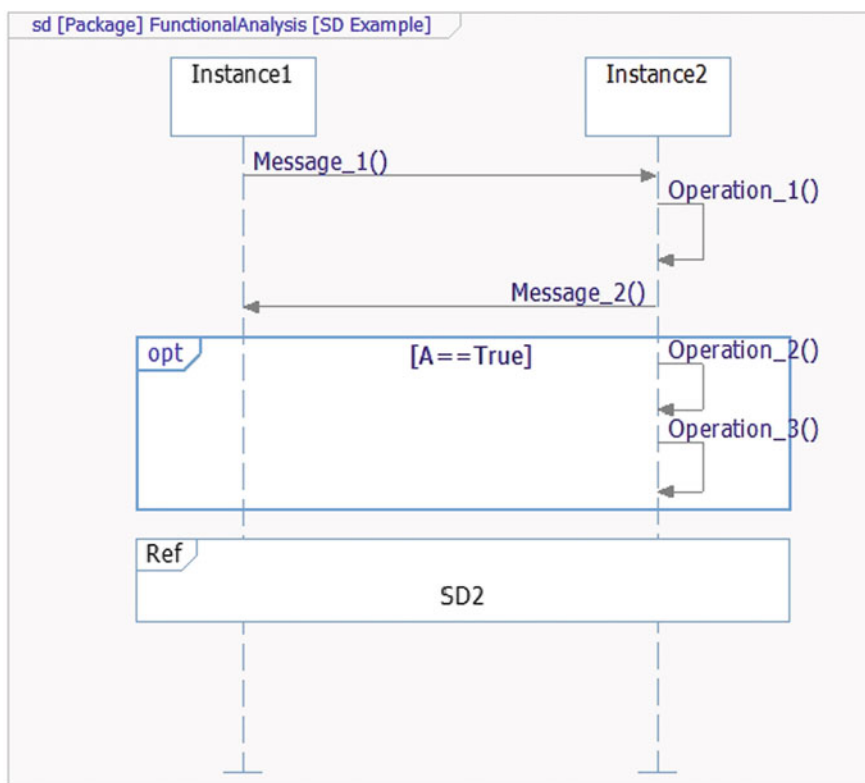 sd [Package] FunctionalAnalysis [SD Example]
Instance1
Instance2
Message_1()
Operation_1()
Message_2()
opt
[A==True]
Operation_2()
Operation_3()
Ref
SD2